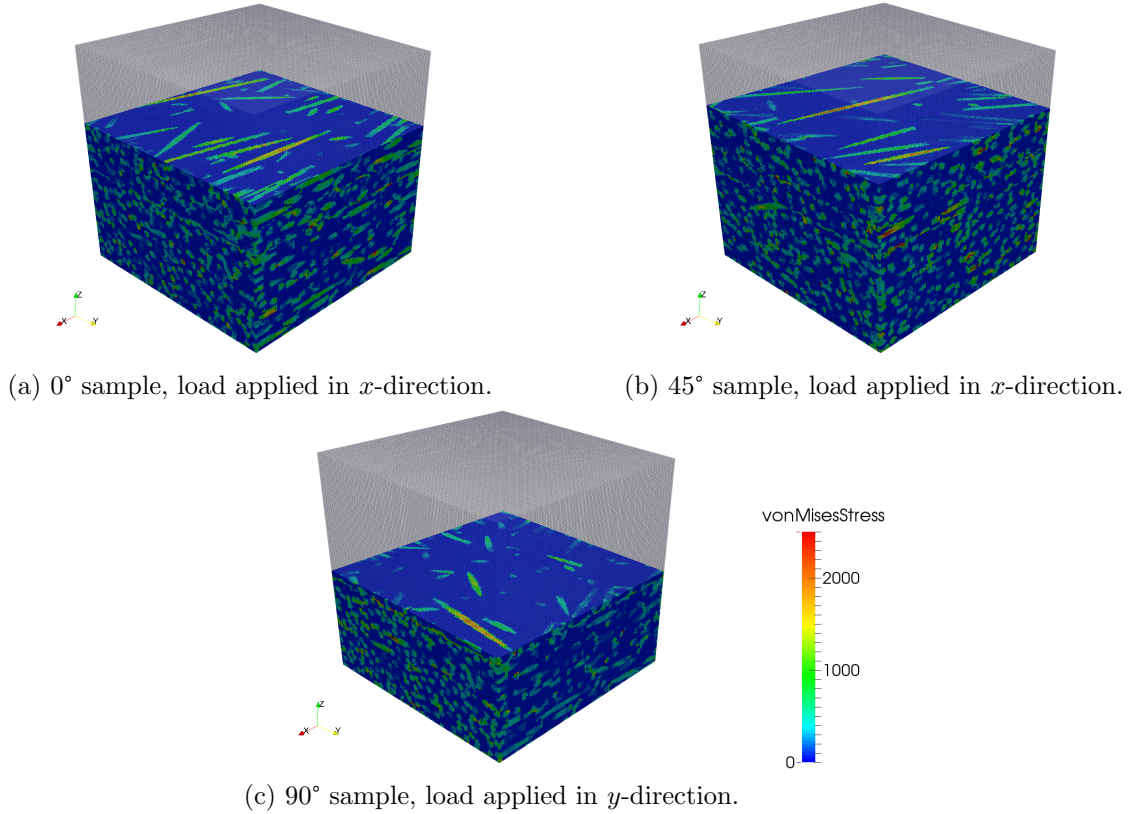 Z
X
Y
Z
X
Y
(a) 0° sample, load applied in x-direction.
(b) 45° sample, load applied in x-direction.
Z
X
Y
vonMisesStress
2000
1000
0
(c) 90° sample, load applied in y-direction.